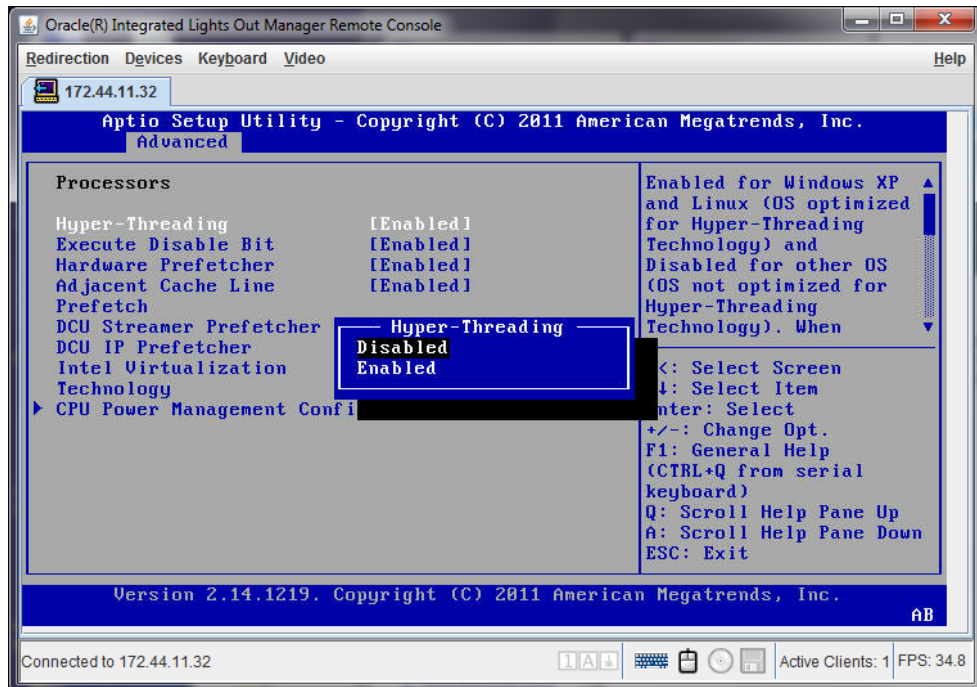 Oracle(R) Integrated Lights Out Manager Remote Console
Redirection Devices Keyboard Video Help
172.44.11.32
Aptio Setup Utility - Copyright (C) 2011 American Megatrends, Inc.
Advanced
Processors
Hyper-Threading [Enabled]
Execute Disable Bit [Enabled]
Hardware Prefetcher [Enabled]
Adjacent Cache Line [Enabled]
Prefetch
DCU Streamer Prefetcher
DCU IP Prefetcher
Intel Virtualization
Technology
CPU Power Management Confi
Hyper-Threading
Disabled
Enabled
Enabled for Windows XP
and Linux (OS optimized
for Hyper-Threading
Technology) and
Disabled for other OS
(OS not optimized for
Hyper-Threading
Technology). When
<: Select Screen
↓: Select Item
nter: Select
+/-: Change Opt.
F1: General Help
(CTRL+Q from serial
keyboard)
Q: Scroll Help Pane Up
A: Scroll Help Pane Down
ESC: Exit
Version 2.14.1219. Copyright (C) 2011 American Megatrends, Inc.
AB
Connected to 172.44.11.32 1 A Active Clients: 1 FPS: 34.8